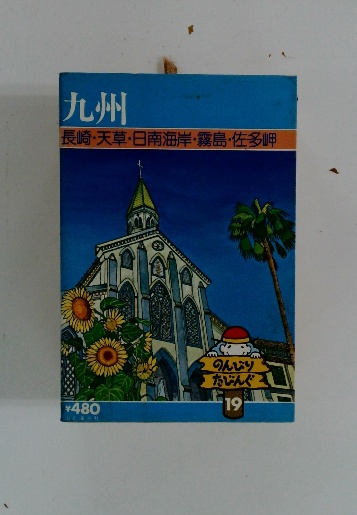 九州
長崎・天草・日南海岸・霧島・佐多岬
のんびり
たびんぐ
19
¥480